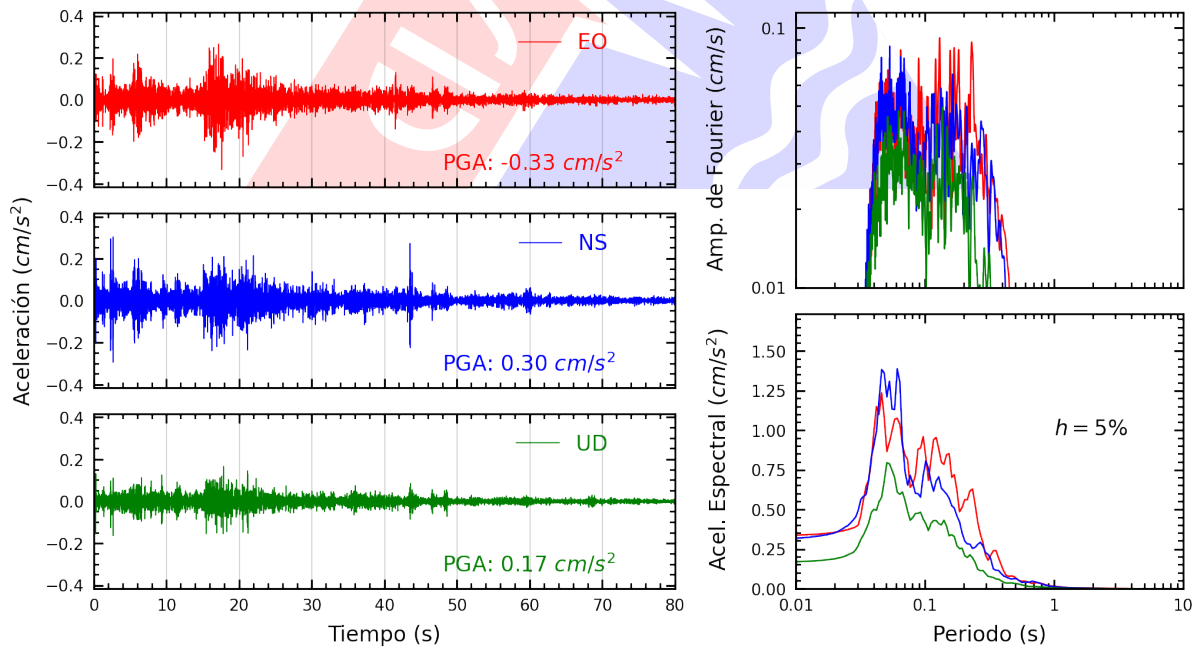 0.4
0.2
0.0
−0.2
−0.4
EO
PGA: -0.33 cm/s²
0.4
0.2
0.0
−0.2
−0.4
NS
PGA: 0.30 cm/s²
0.4
0.2
0.0
−0.2
−0.4
UD
PGA: 0.17 cm/s²
Aceleración (cm/s²)
0 10 20 30 40 50 60 70 80
Tiempo (s)
0.1
0.01
Amp. de Fourier (cm/s)
1.50
1.25
1.00
0.75
0.50
0.25
0.00
Acel. Espectral (cm/s²)
h = 5%
0.01 0.1 1 10
Periodo (s)